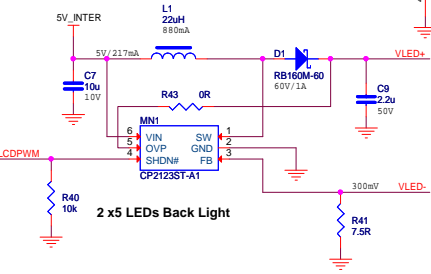 L1
22uH
880mA
5V_INTER
5V/217mA
D1
RB160M-60
60V/1A
VLED+
C7
10u
10V
R43 0R
C9
2.2u
50V
MN1
6 VIN SW 1
5 OVP GND 2
4 SHDN# FB 3
CP2123ST-A1
LCDPWM
R40
10k
2 x5 LEDs Back Light
300mV VLED-
R41
7.5R